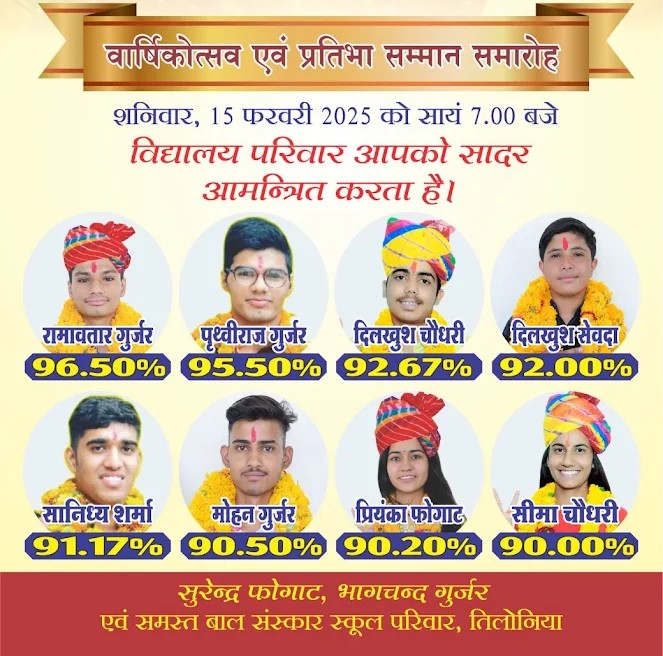 वार्षिकोत्सव एवं प्रतिभा सम्मान समारोह
शनिवार, 15 फरवरी 2025 को सायं 7.00 बजे
विद्यालय परिवार आपको सादर
आमन्त्रित करता है।
रामावतार गुर्जर
96.50%
पृथ्वीराज गुर्जर
95.50%
दिलखुश चौधरी
92.67%
दिलखुश सेवदा
92.00%
सानिध्य शर्मा
91.17%
मोहन गुर्जर
90.50%
प्रियंका फोगाट
90.20%
सीमा चौधरी
90.00%
सुरेन्द्र फोगाट, भागचन्द गुर्जर
एवं समस्त बाल संस्कार स्कूल परिवार, तिलोनिया